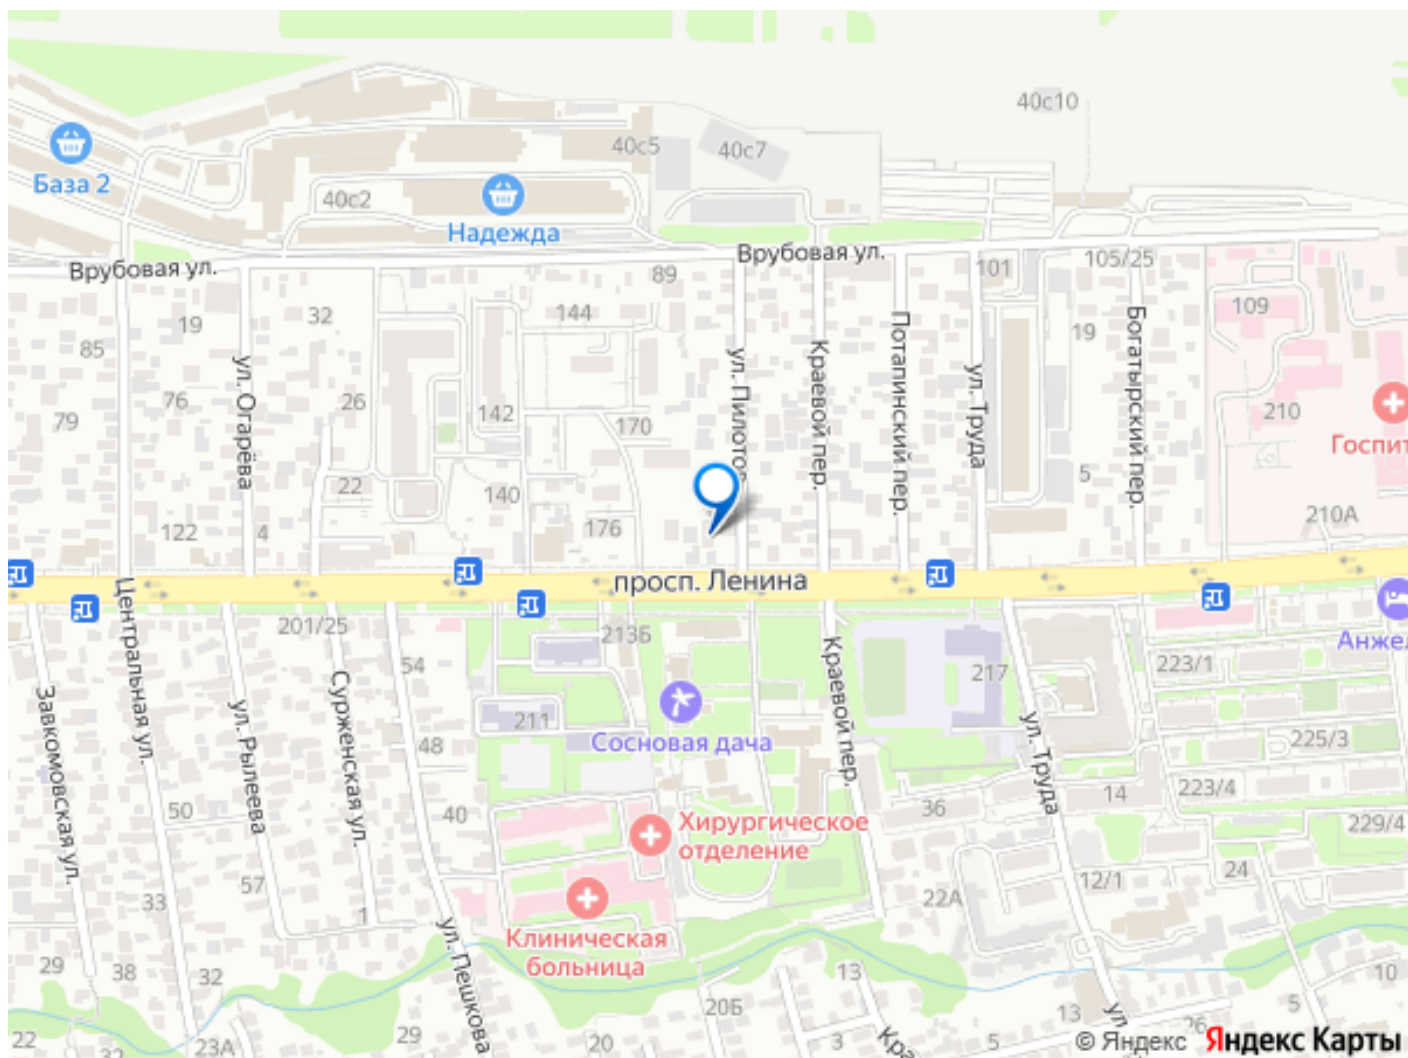 40с10
40с5
40с7
База 2
40с2
Надежда
Врубовая ул.
Врубовая ул.
89
101
105/25
109
144
32
19
19
85
ул. Огарёва
ул. Пилотов
Краевой пер.
Потапинский пер.
ул. Труда
Богатырский пер.
76
26
79
142
170
210
Госпит
5
22
140
122
4
176
210А
просп. Ленина
Центральная ул.
201/25
213Б
54
Анжел
223/1
217
Завкомовская ул.
ул. Рылеева
Сурженская ул.
211
48
Сосновая дача
Краевой пер.
ул. Труда
225/3
223/4
14
36
50
40
Хирургическое
отделение
229/4
24
57
12/1
22А
33
1
ул. Пешкова
Клиническая
больница
29
38
32
13
10
20Б
5
22
23А
29
20
3
Кра
ул.
26
© Яндекс
Яндекс Карты